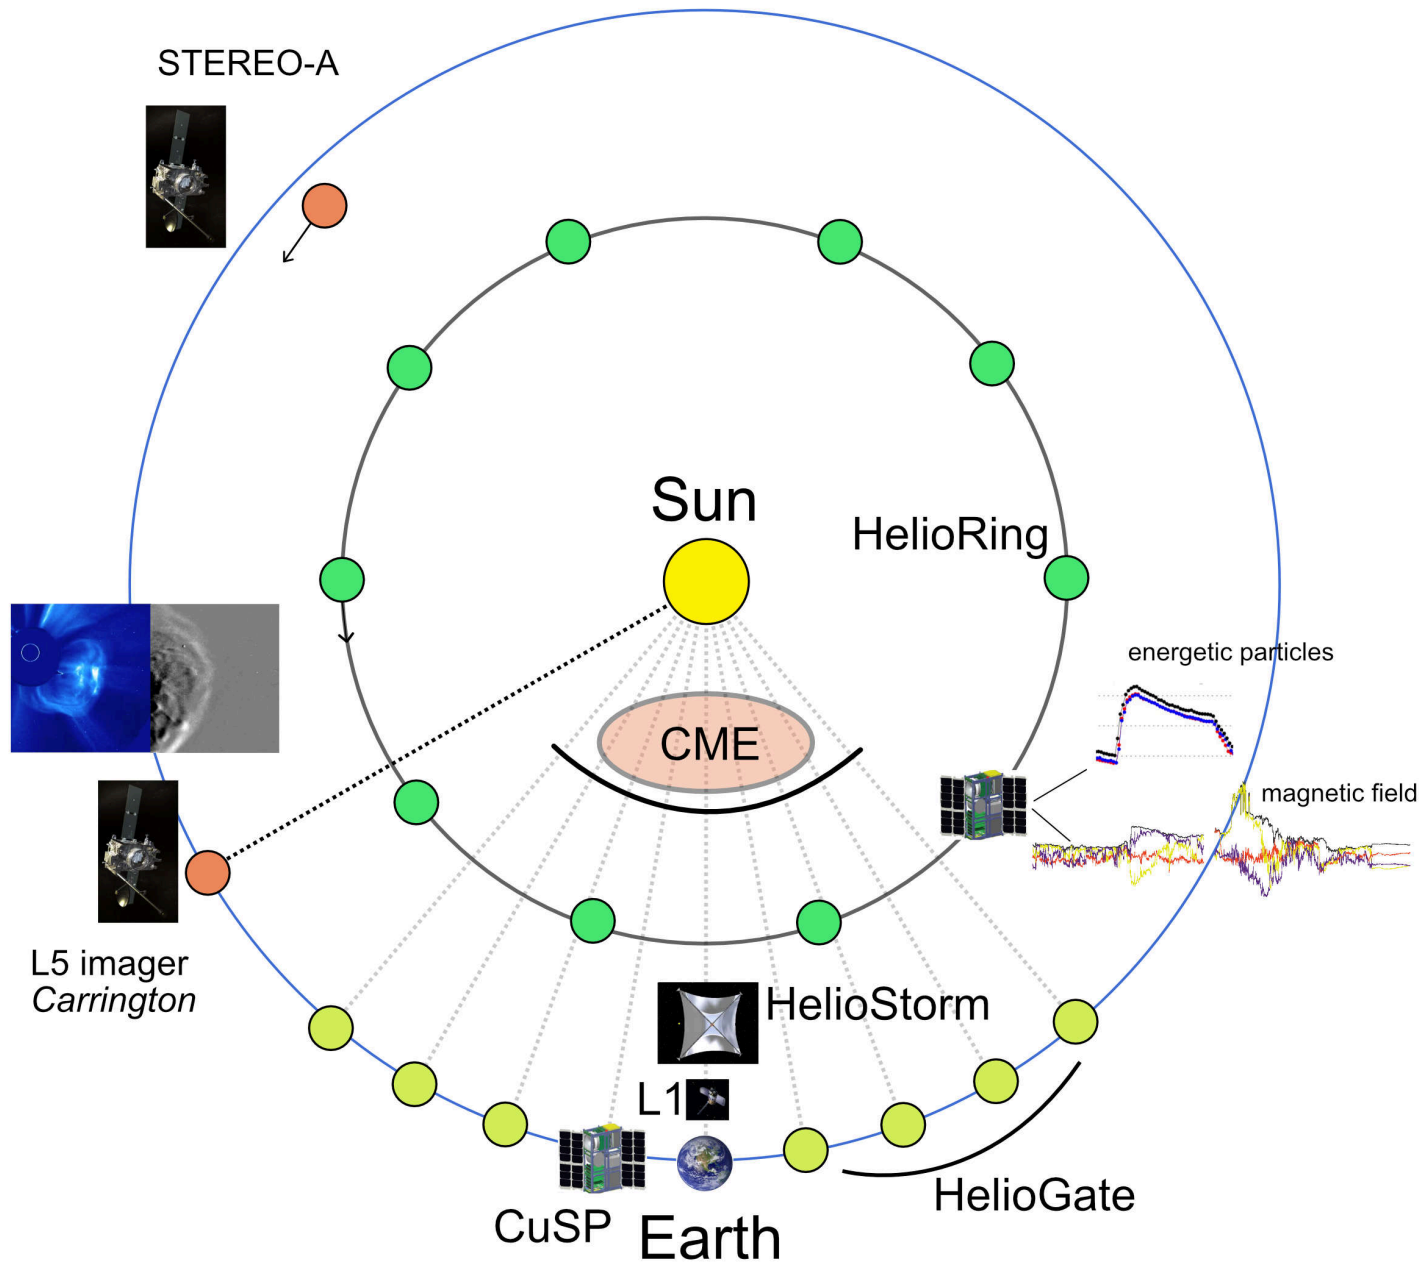 STEREO-A
Sun
HelioRing
energetic particles
CME
magnetic field
L5 imager
Carrington
HelioStorm
L1
HelioGate
CuSP
Earth